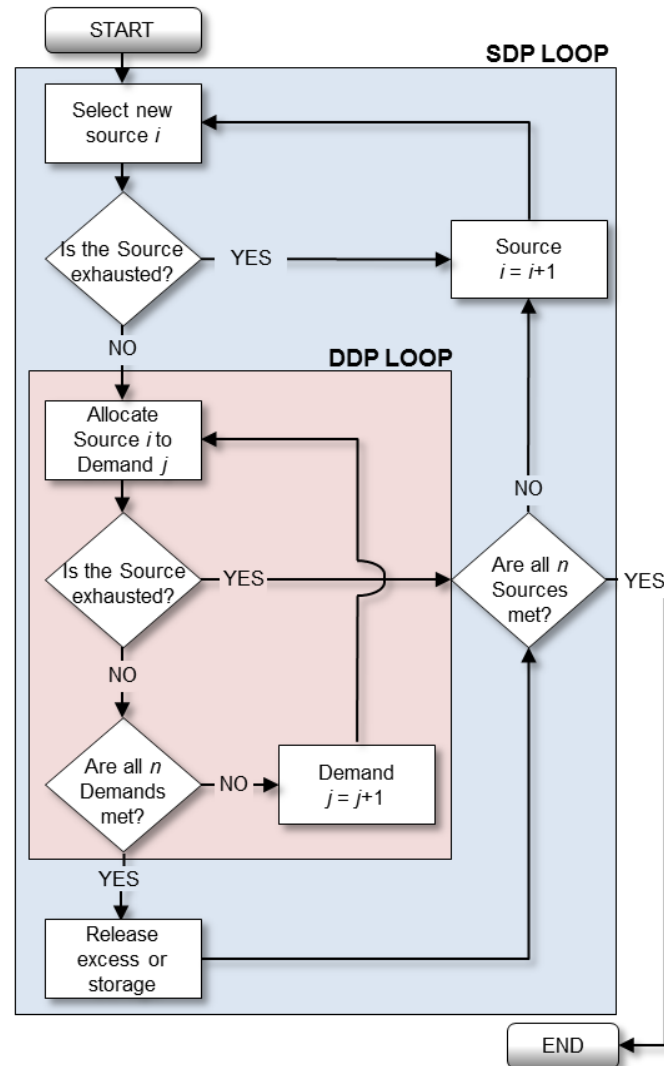 START
SDP LOOP
Select new
source i
Is the Source
exhausted?
YES
Source
i = i+1
NO
DDP LOOP
Allocate
Source i to
Demand j
NO
Is the Source
exhausted?
YES
Are all n
Sources
met?
YES
NO
Are all n
Demands
met?
NO
Demand
j = j+1
YES
Release
excess or
storage
END